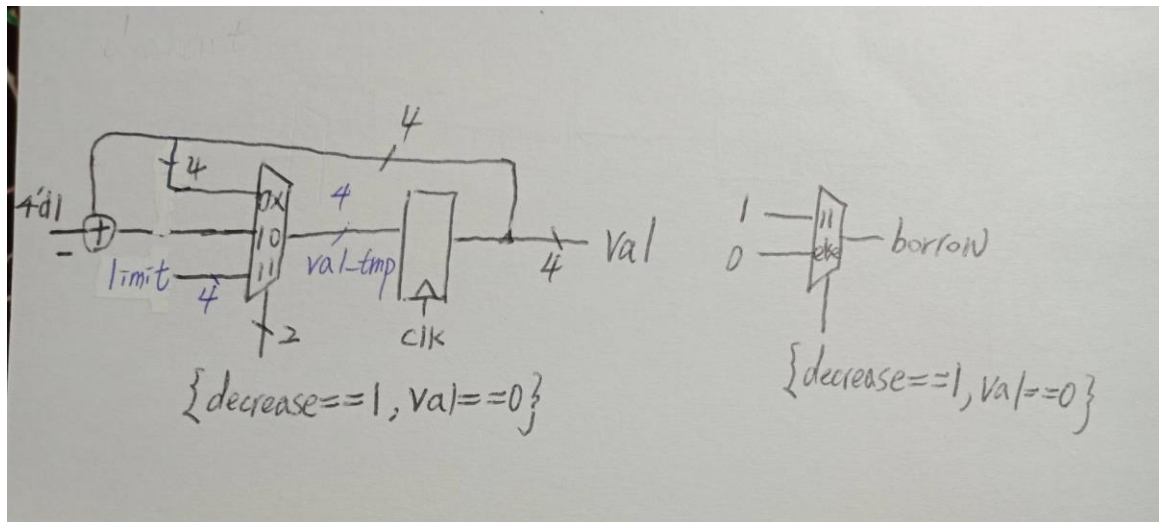 4
4
4'd1
0X
4
1
11
+
10
val
-
val_tmp
borrow
limit
11
4
0
else
4
clk
2
{decrease==1, val==0}
{decrease==1, val==0}